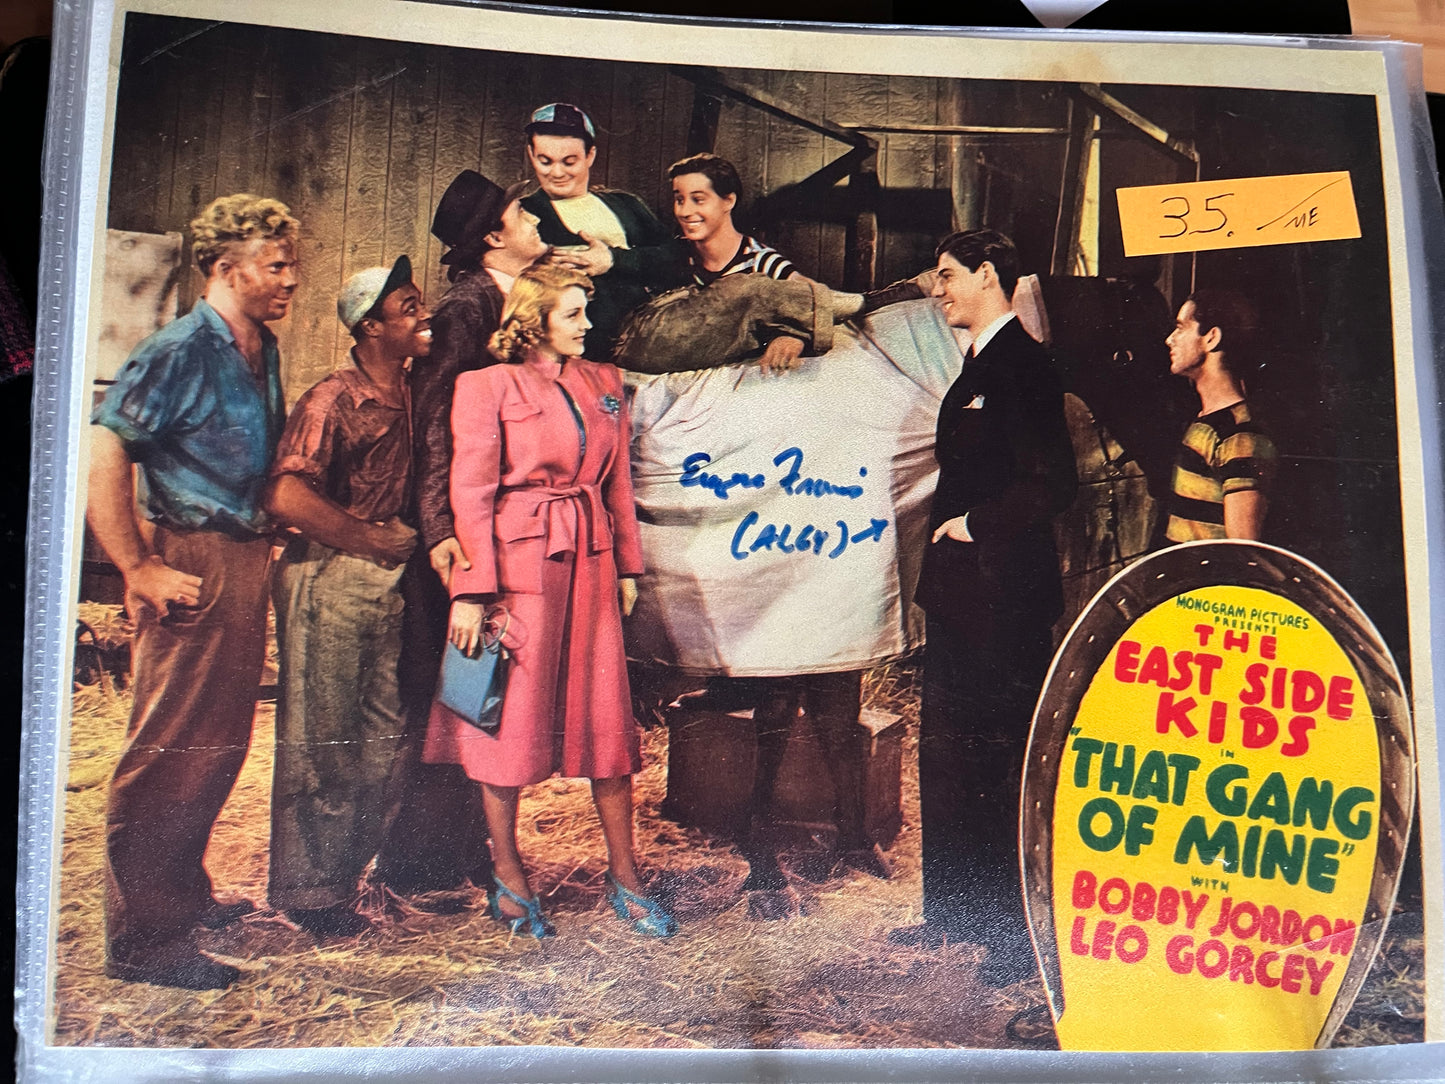 35. ME
Eugene Francis
(ALGY)
MONOGRAM PICTURES
PRESENTS
THE
EAST SIDE
KIDS
IN
"THAT GANG
OF MINE"
WITH
BOBBY JORDON
LEO GORCEY